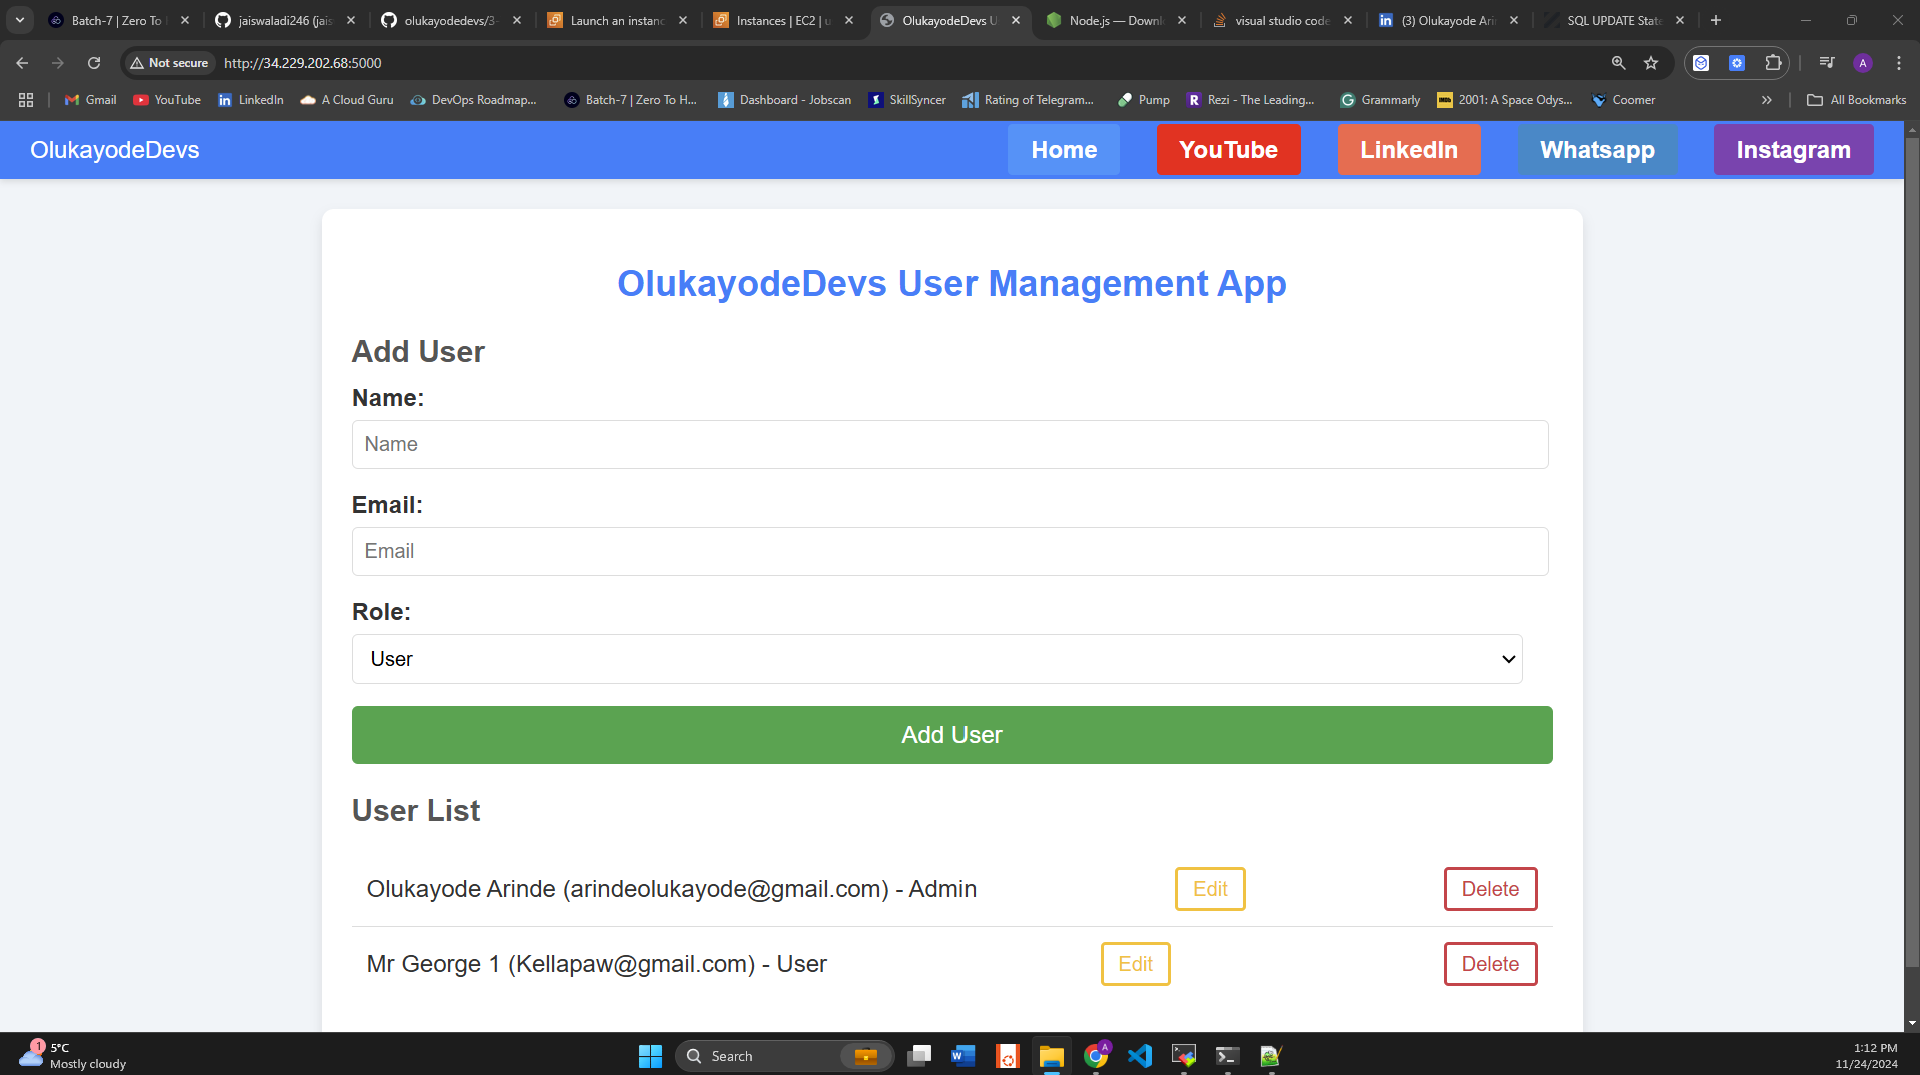 Batch-7 | Zero To
jaiswaladi246 (jais
olukayodedevs/3-
Launch an instanc
Instances | EC2 | u
OlukayodeDevs U
Node.js — Downl
visual studio code
(3) Olukayode Arin
SQL UPDATE State
Not secure
http://34.229.202.68:5000
A
Gmail
YouTube
LinkedIn
A Cloud Guru
DevOps Roadmap...
Batch-7 | Zero To H...
Dashboard - Jobscan
SkillSyncer
Rating of Telegram...
Pump
Rezi - The Leading...
Grammarly
2001: A Space Odys...
Coomer
All Bookmarks
OlukayodeDevs
Home
YouTube
LinkedIn
Whatsapp
Instagram
OlukayodeDevs User Management App
Add User
Name:
Name
Email:
Email
Role:
User
Add User
User List
Olukayode Arinde (arindeolukayode@gmail.com) - Admin
Edit
Delete
Mr George 1 (Kellapaw@gmail.com) - User
Edit
Delete
1
5°C
Mostly cloudy
Search
1:12 PM
11/24/2024